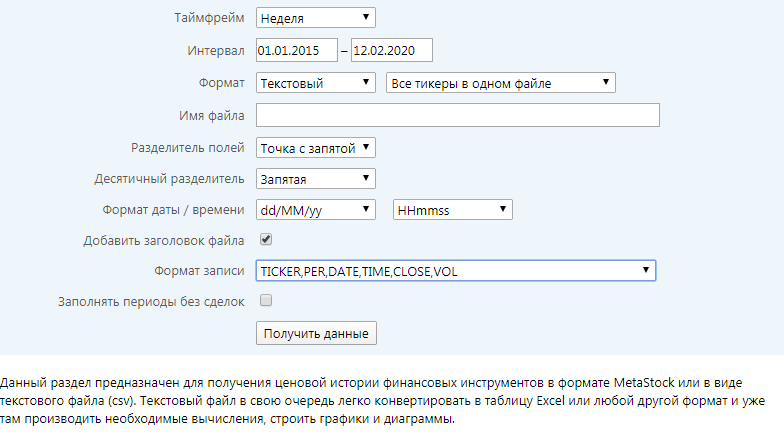 Таймфрейм Неделя
Интервал 01.01.2015 – 12.02.2020
Формат Текстовый Все тикеры в одном файле
Имя файла
Разделитель полей Точка с запятой
Десятичный разделитель Запятая
Формат даты / времени dd/MM/yy HHmmss
Добавить заголовок файла
Формат записи TICKER,PER,DATE,TIME,CLOSE,VOL
Заполнять периоды без сделок
Получить данные
Данный раздел предназначен для получения ценовой истории финансовых инструментов в формате MetaStock или в виде
текстового файла (csv). Текстовый файл в свою очередь легко конвертировать в таблицу Excel или любой другой формат и уже
там производить необходимые вычисления, строить графики и диаграммы.